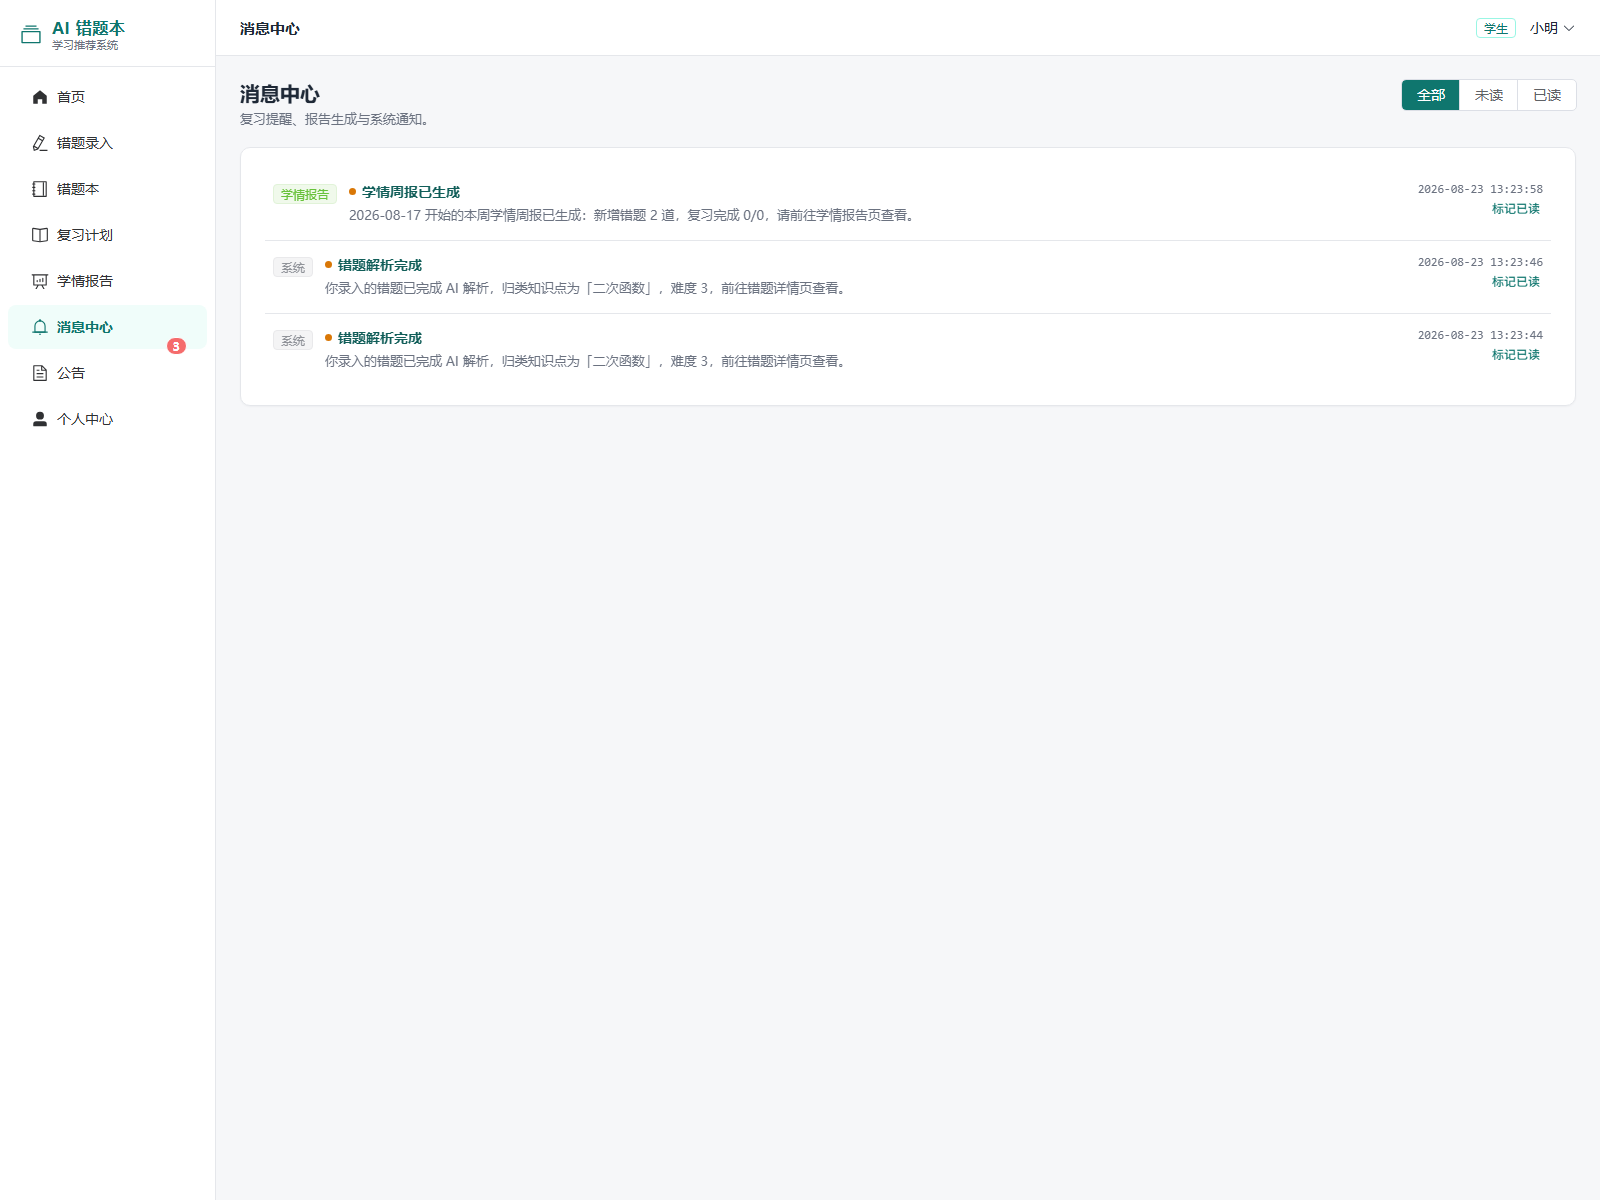 AI 错题本
学习推荐系统
首页
错题录入
错题本
复习计划
学情报告
消息中心
3
公告
个人中心
消息中心
学生 小明
消息中心
复习提醒、报告生成与系统通知。
全部 未读 已读
学情报告 学情周报已生成 2026-08-23 13:23:58
2026-08-17 开始的本周学情周报已生成：新增错题 2 道，复习完成 0/0，请前往学情报告页查看。 标记已读
系统 错题解析完成 2026-08-23 13:23:46
你录入的错题已完成 AI 解析，归类知识点为「二次函数」，难度 3，前往错题详情页查看。 标记已读
系统 错题解析完成 2026-08-23 13:23:44
你录入的错题已完成 AI 解析，归类知识点为「二次函数」，难度 3，前往错题详情页查看。 标记已读